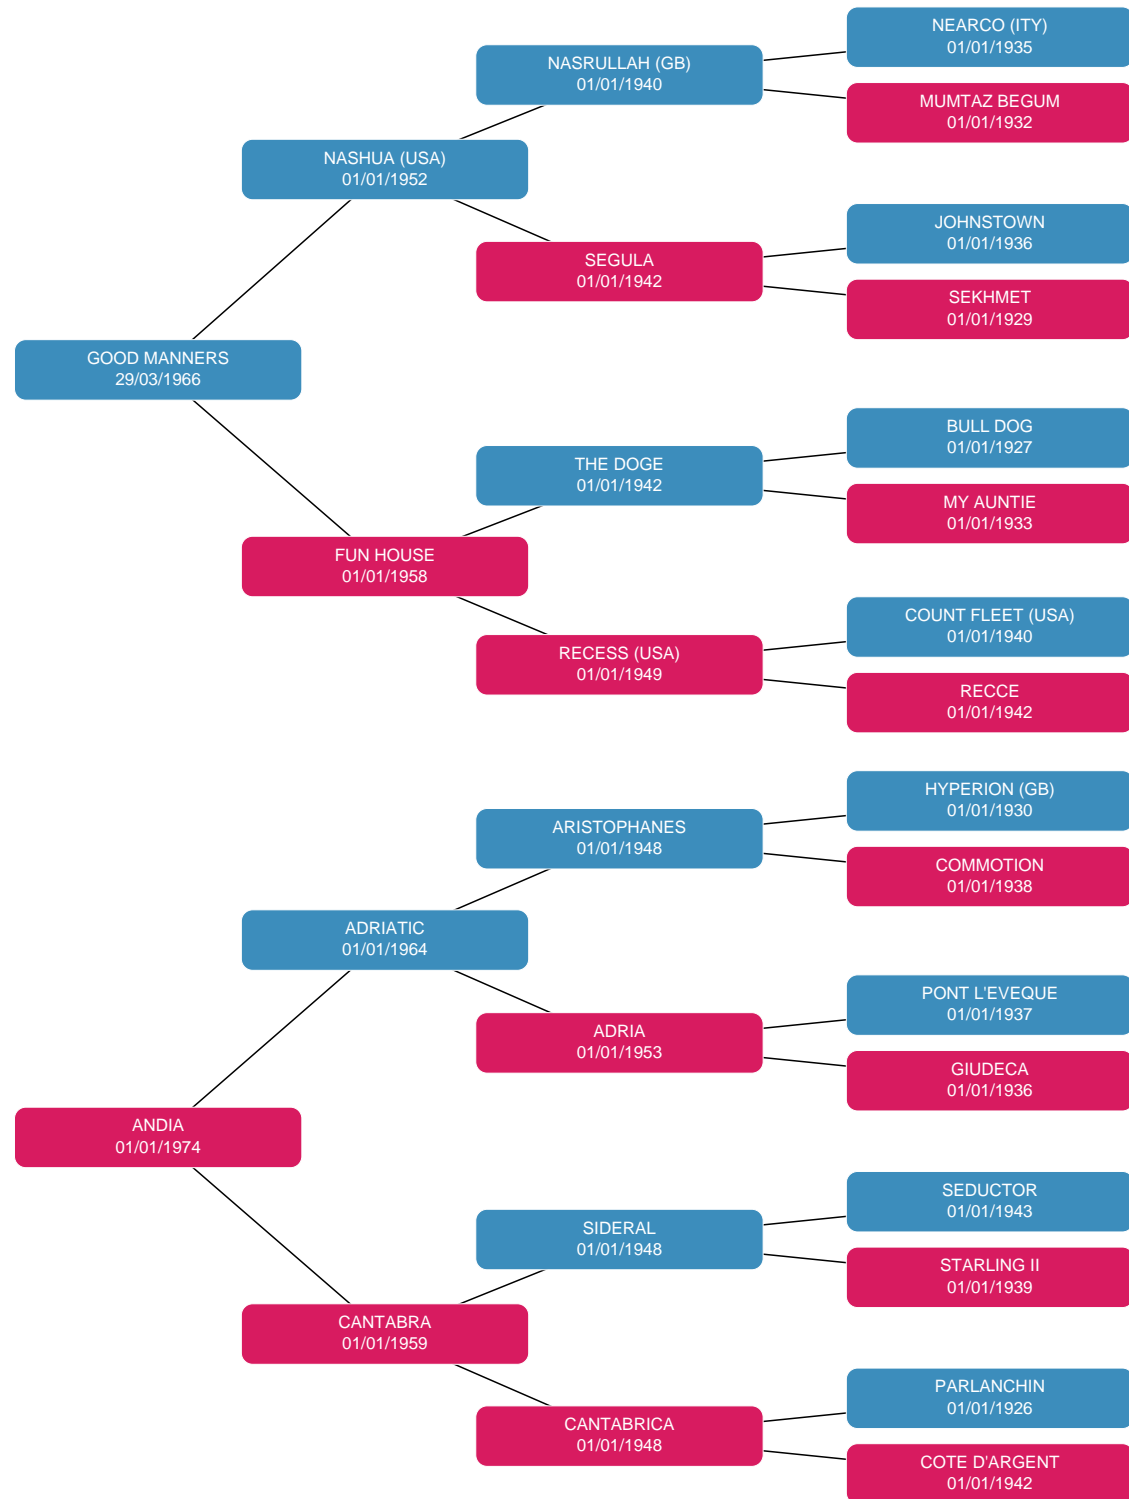 NEARCO (ITY)
01/01/1935
NASRULLAH (GB)
01/01/1940
MUMTAZ BEGUM
01/01/1932
NASHUA (USA)
01/01/1952
JOHNSTOWN
01/01/1936
SEGULA
01/01/1942
SEKHMET
01/01/1929
GOOD MANNERS
29/03/1966
BULL DOG
01/01/1927
THE DOGE
01/01/1942
MY AUNTIE
01/01/1933
FUN HOUSE
01/01/1958
COUNT FLEET (USA)
01/01/1940
RECESS (USA)
01/01/1949
RECCE
01/01/1942
HYPERION (GB)
01/01/1930
ARISTOPHANES
01/01/1948
COMMOTION
01/01/1938
ADRIATIC
01/01/1964
PONT L'EVEQUE
01/01/1937
ADRIA
01/01/1953
GIUDECA
01/01/1936
ANDIA
01/01/1974
SEDUCTOR
01/01/1943
SIDERAL
01/01/1948
STARLING II
01/01/1939
CANTABRA
01/01/1959
PARLANCHIN
01/01/1926
CANTABRICA
01/01/1948
COTE D'ARGENT
01/01/1942